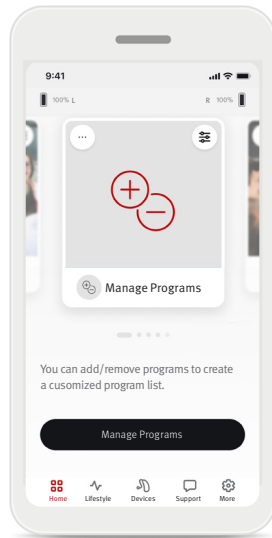 9:41
100% L
R 100%
...
Manage Programs
You can add/remove programs to create
a cusomized program list.
Manage Programs
Home Lifestyle Devices Support More